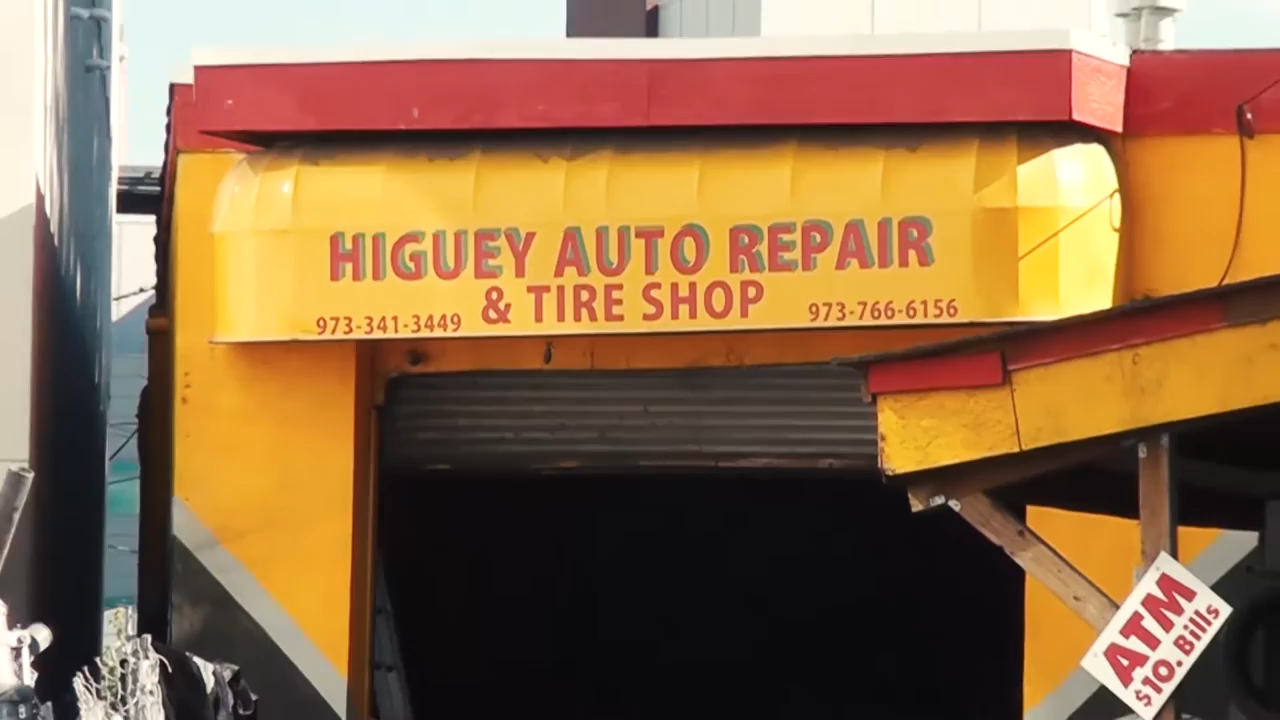 HIGUEY AUTO REPAIR
& TIRE SHOP
973-341-3449
973-766-6156
ATM
$10. Bills